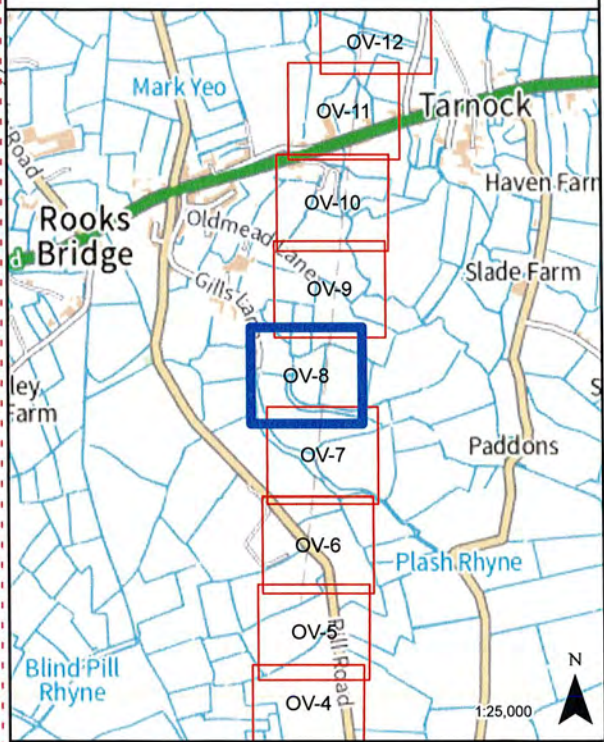 OV-12
Mark Yeo
OV-11
Tarnock
Road
OV-10
Haven Farm
Rooks
Bridge
d
Oldmead Lane
Gills Lan
OV-9
Slade Farm
OV-8
ley
Farm
S
OV-7
Paddons
OV-6
Plash Rhyne
OV-5
Pill Road
Blind Pill
Rhyne
OV-4
N
1:25,000